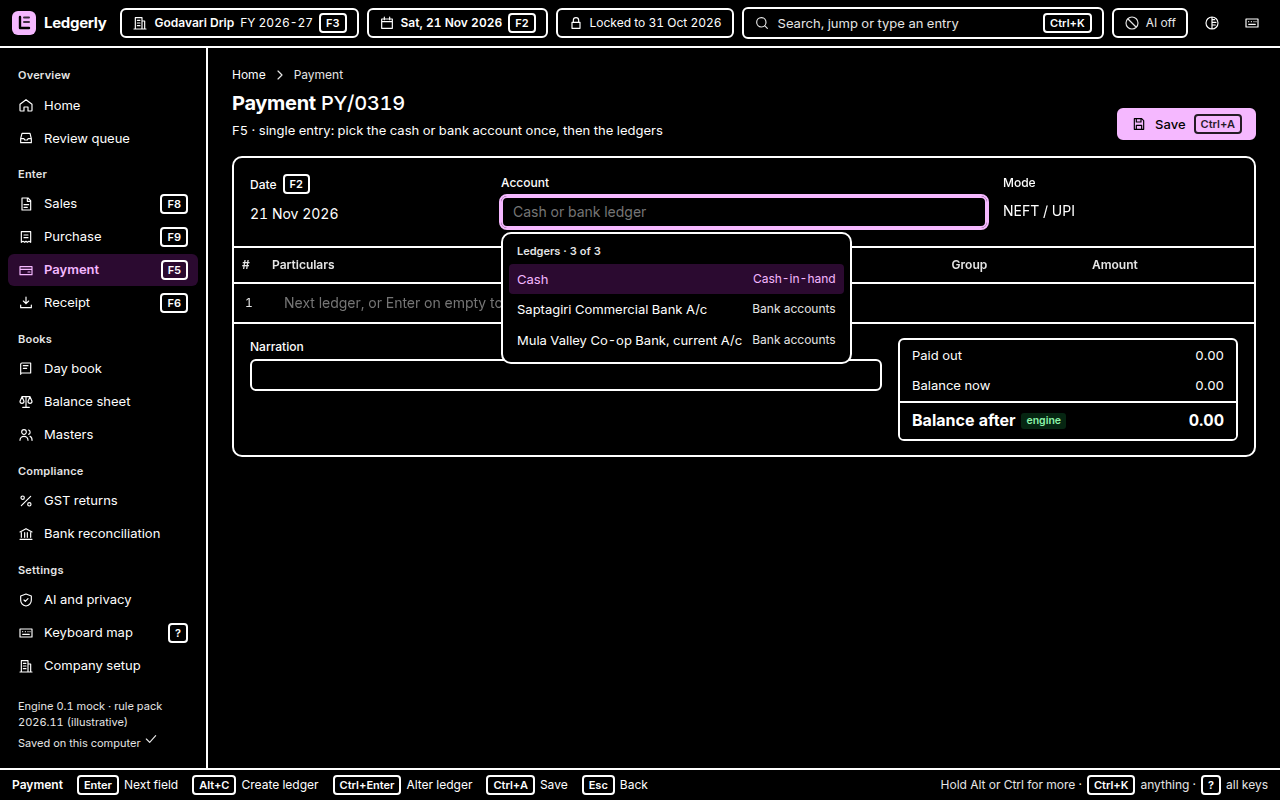 Ledgerly
Godavari Drip FY 2026-27 F3
Sat, 21 Nov 2026 F2
Locked to 31 Oct 2026
Search, jump or type an entry Ctrl+K
AI off
Overview
Home
Review queue
Enter
Sales F8
Purchase F9
Payment F5
Receipt F6
Books
Day book
Balance sheet
Masters
Compliance
GST returns
Bank reconciliation
Settings
AI and privacy
Keyboard map ?
Company setup
Engine 0.1 mock · rule pack
2026.11 (illustrative)
Saved on this computer
Home Payment
Payment PY/0319
F5 · single entry: pick the cash or bank account once, then the ledgers
Save Ctrl+A
Date F2
21 Nov 2026
Account
Cash or bank ledger
Mode
NEFT / UPI
# Particulars Group Amount
1 Next ledger, or Enter on empty to
Ledgers · 3 of 3
Cash Cash-in-hand
Saptagiri Commercial Bank A/c Bank accounts
Mula Valley Co-op Bank, current A/c Bank accounts
Narration
Paid out 0.00
Balance now 0.00
Balance after engine 0.00
Payment Enter Next field Alt+C Create ledger Ctrl+Enter Alter ledger Ctrl+A Save Esc Back
Hold Alt or Ctrl for more · Ctrl+K anything · ? all keys